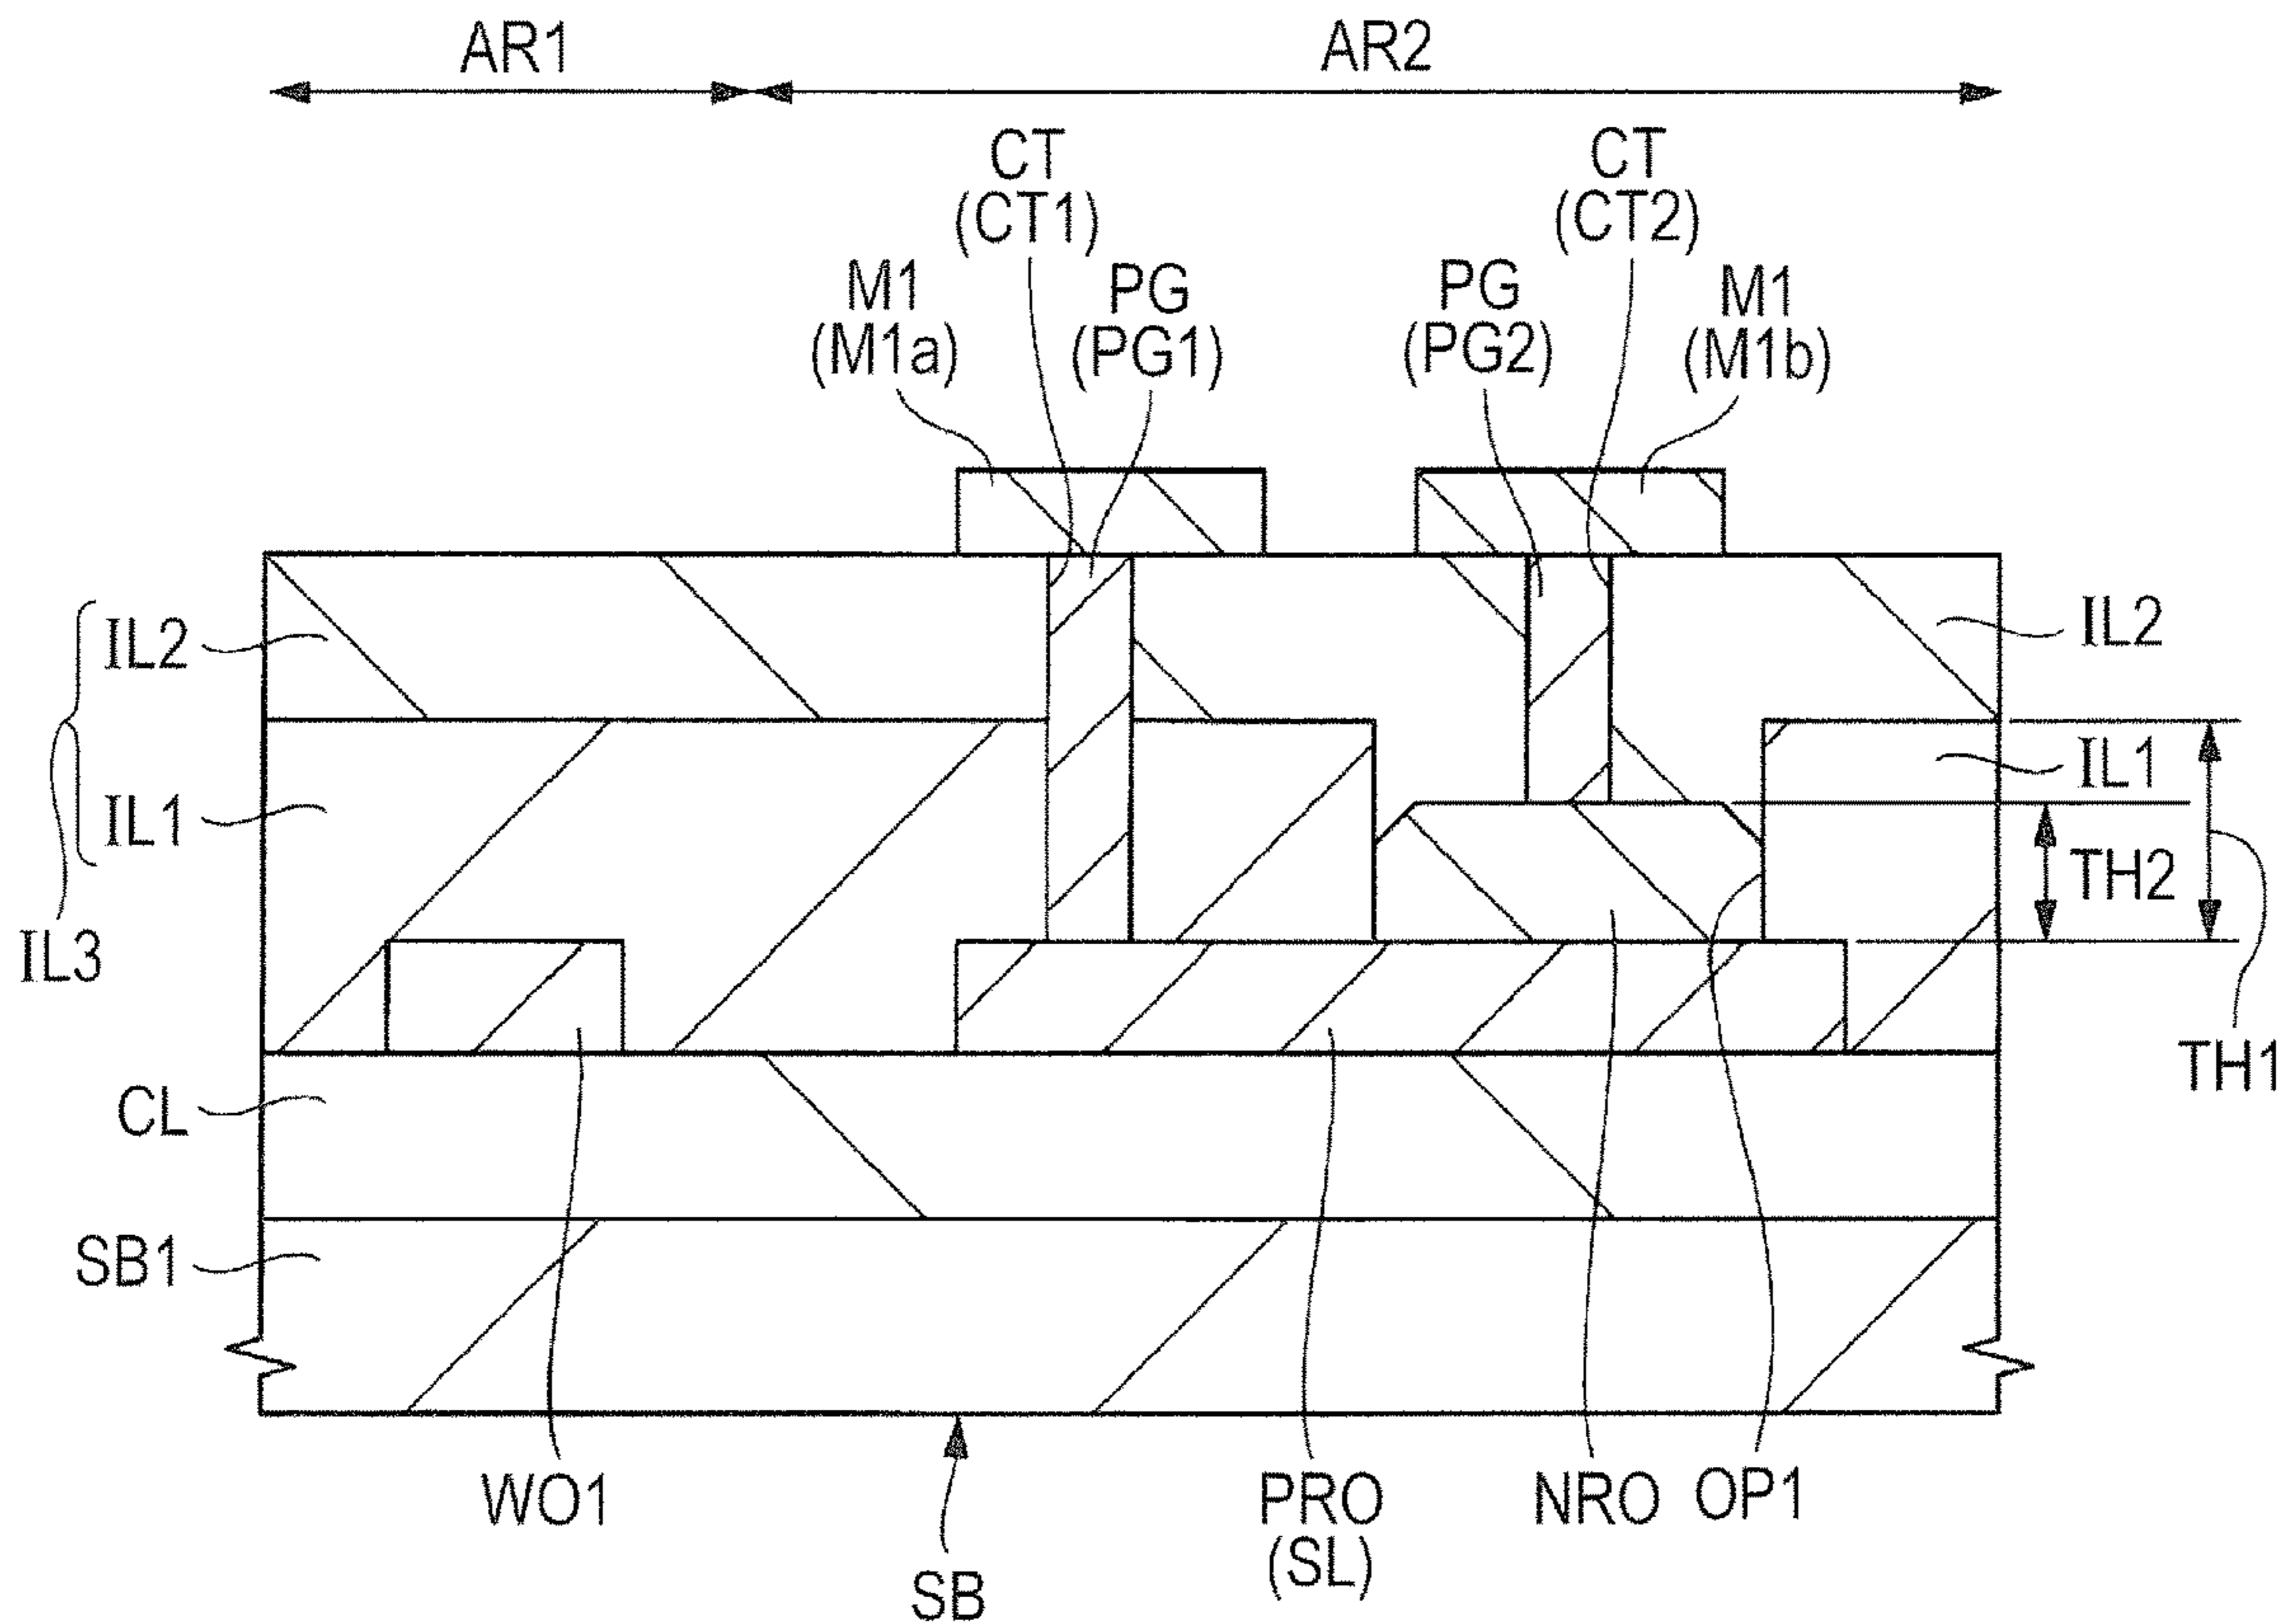 AR1 AR2
CT CT
(CT1) (CT2)
M1 PG PG M1
(M1a) (PG1) (PG2) (M1b)
IL2 IL2
IL1 IL1
TH2
IL3
TH1
CL
SB1
WO1 PRO NRO OP1
(SL)
SB